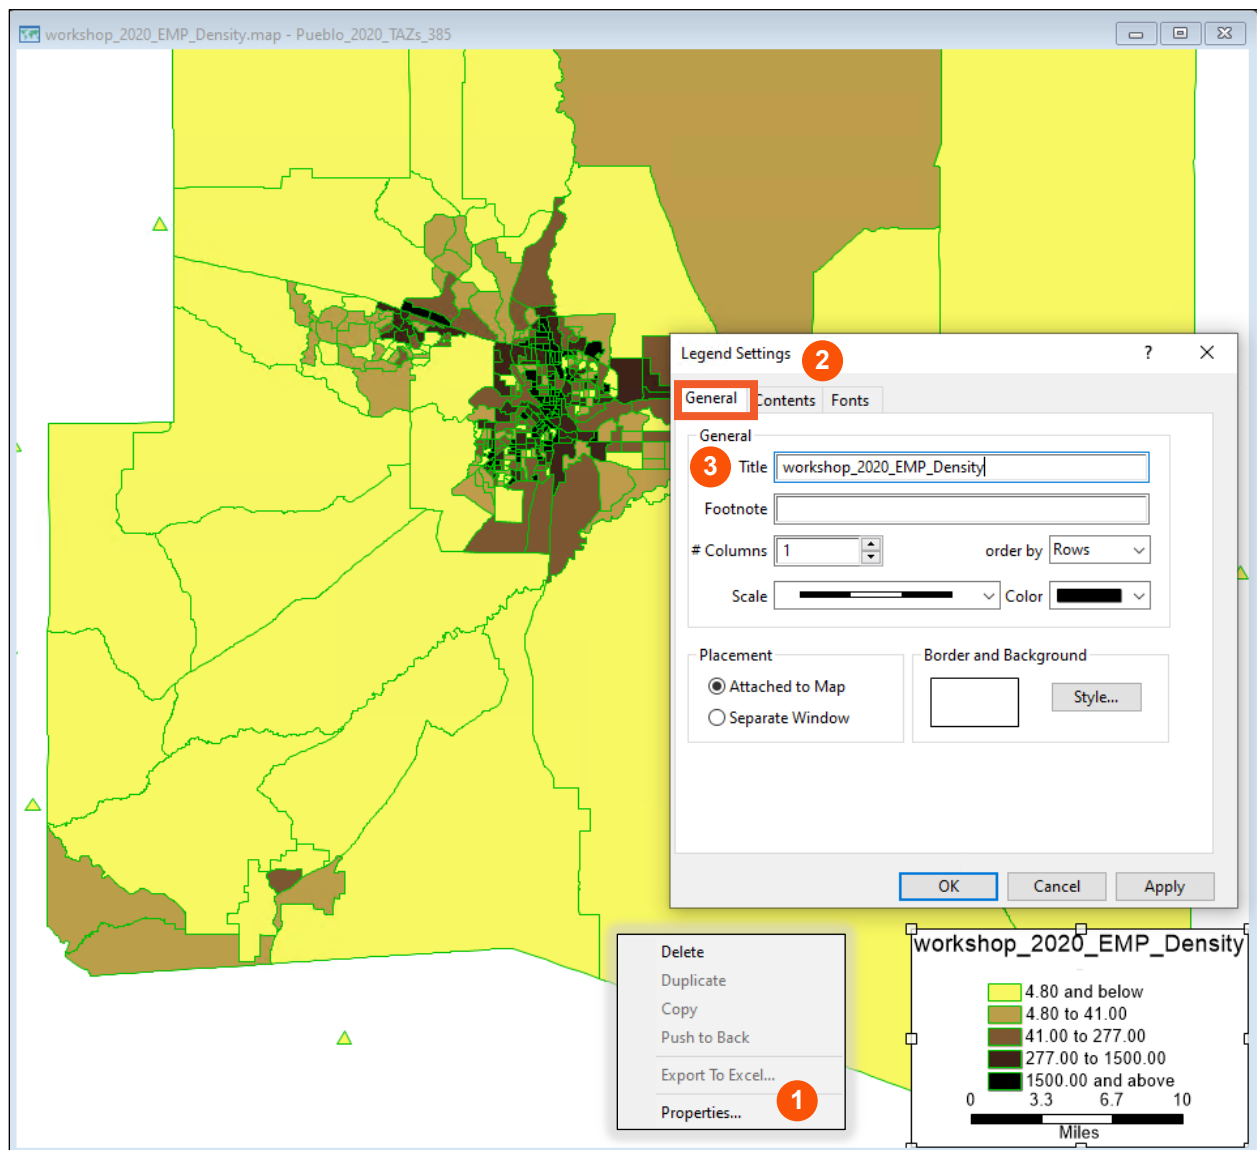 workshop_2020_EMP_Density.map - Pueblo_2020_TAZs_385
Legend Settings
2
?
General
Contents
Fonts
General
3
Title
workshop_2020_EMP_Density
Footnote
# Columns
1
order by
Rows
Scale
Color
Placement
Attached to Map
Separate Window
Border and Background
Style...
OK
Cancel
Apply
Delete
Duplicate
Copy
Push to Back
Export To Excel...
Properties...
1
workshop_2020_EMP_Density
4.80 and below
4.80 to 41.00
41.00 to 277.00
277.00 to 1500.00
1500.00 and above
0 3.3 6.7 10
Miles